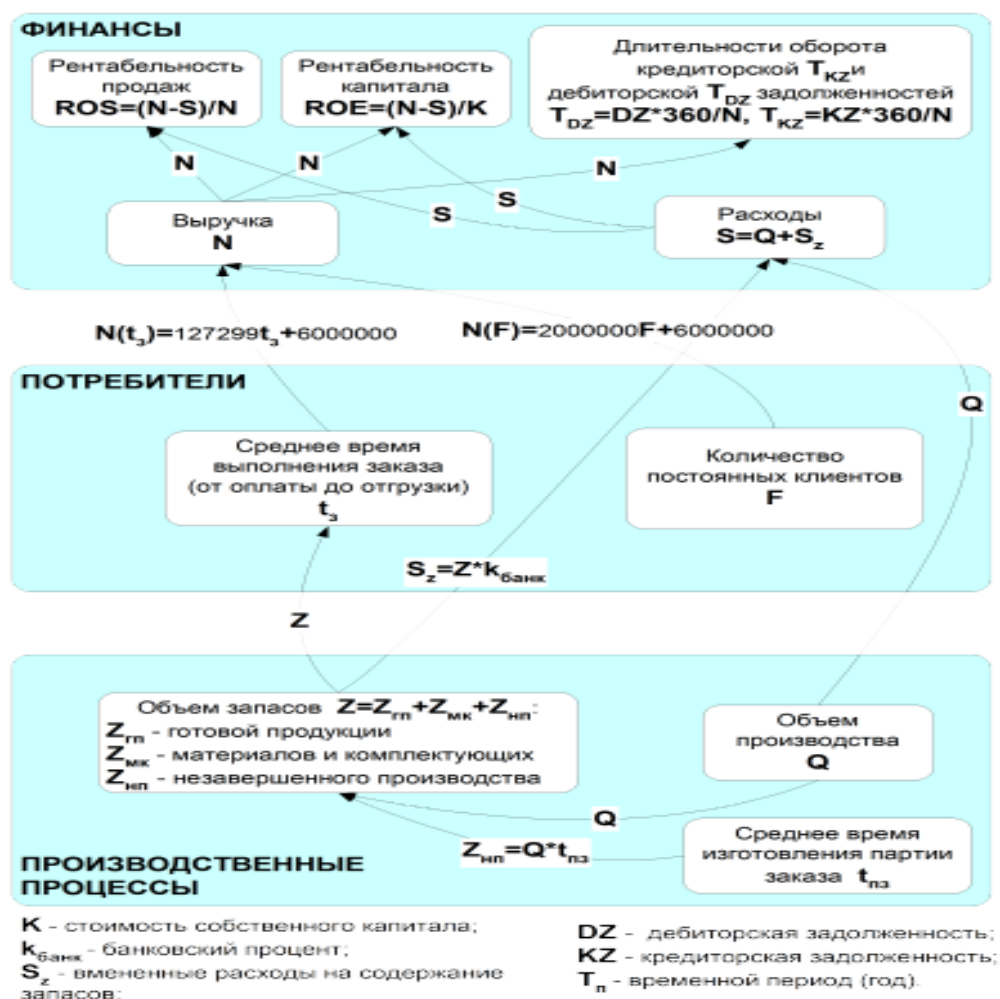 ФИНАНСЫ
Рентабельность
продаж
ROS=(N-S)/N
Рентабельность
капитала
ROE=(N-S)/K
Длительности оборота
кредиторской TKZи
дебиторской TDZ задолженностей
TDZ=DZ*360/N, TKZ=KZ*360/N
N
N
N
S
S
Выручка
N
Расходы
S=Q+Sz
N(tз)=127299tз+6000000
N(F)=2000000F+6000000
ПОТРЕБИТЕЛИ
Q
Среднее время
выполнения заказа
(от оплаты до отгрузки)
tз
Количество
постоянных клиентов
F
Sz=Z*kбанк
Z
Объем запасов Z=Zгп+Zмк+Zнп:
Zгп - готовой продукции
Zмк - материалов и комплектующих
Zнп - незавершенного производства
Объем
производства
Q
Q
Zнп=Q*tпз
Среднее время
изготовления партии
заказа tпз
ПРОИЗВОДСТВЕННЫЕ
ПРОЦЕССЫ
K - стоимость собственного капитала;
kбанк - банковский процент;
Sz - вмененные расходы на содержание
запасов;
DZ - дебиторская задолженность;
KZ - кредиторская задолженность;
Tп - временной период (год).